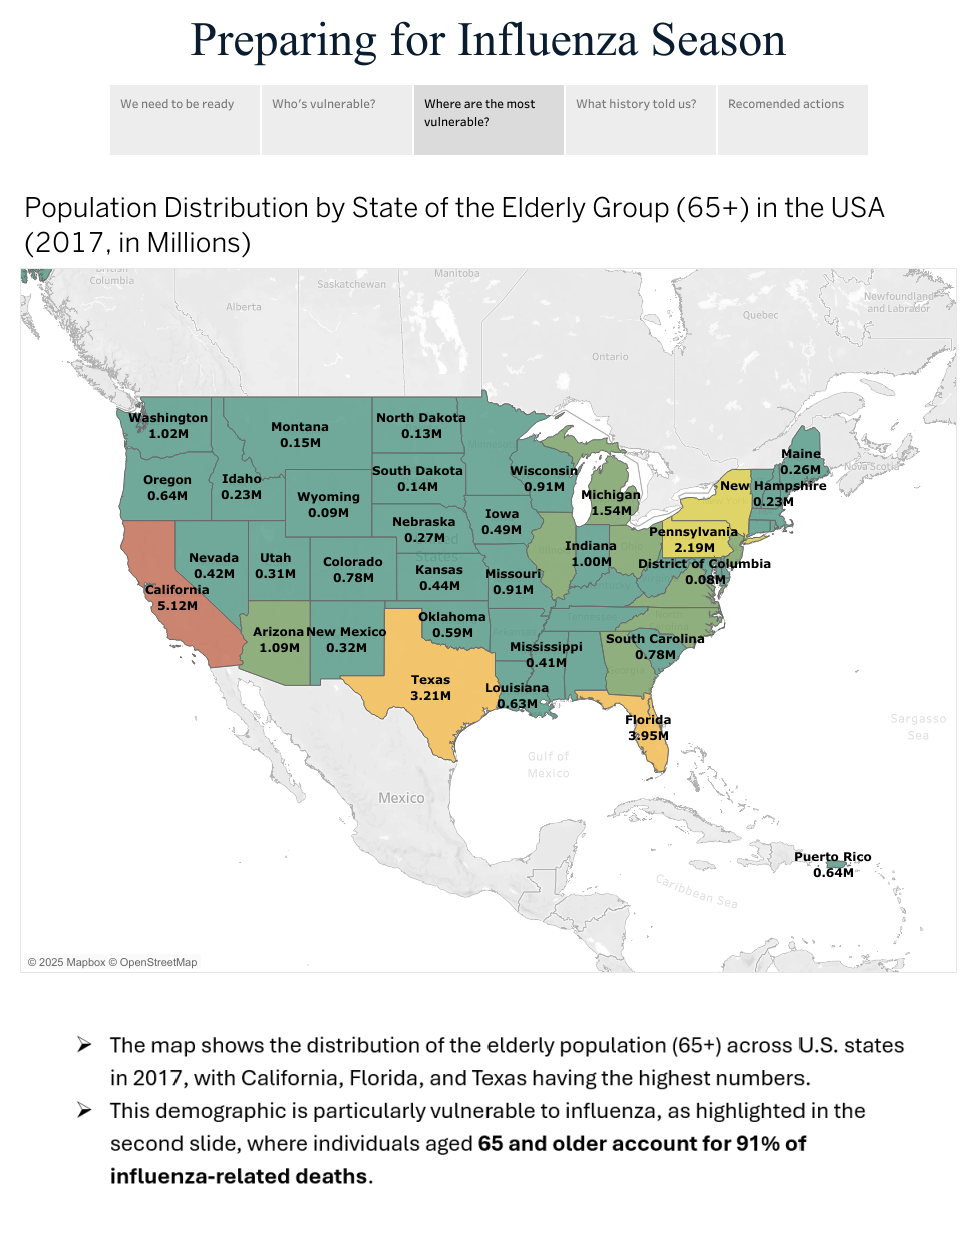 Preparing for Influenza Season
We need to be ready
Who's vulnerable?
Where are the most
vulnerable?
What history told us?
Recomended actions
Population Distribution by State of the Elderly Group (65+) in the USA
(2017, in Millions)
British
Columbia
Alberta
Saskatchewan
Manitoba
Ontario
Quebec
Newfoundland
and Labrador
Nova Scotia
Washington
1.02M
Montana
0.15M
North Dakota
0.13M
Maine
0.26M
Oregon
0.64M
Idaho
0.23M
Wyoming
0.09M
South Dakota
0.14M
Wisconsin
0.91M
Michigan
1.54M
New Hampshire
0.23M
Nebraska
0.27M
Iowa
0.49M
Pennsylvania
2.19M
Nevada
0.42M
Utah
0.31M
Colorado
0.78M
Kansas
0.44M
United
States
Missouri
0.91M
Indiana
1.00M
District of Columbia
0.08M
California
5.12M
Arizona
1.09M
New Mexico
0.32M
Oklahoma
0.59M
Mississippi
0.41M
North
Carolina
South Carolina
0.78M
Texas
3.21M
Louisiana
0.63M
Florida
3.95M
Gulf of
Mexico
Sargasso
Sea
Mexico
Puerto Rico
0.64M
Caribbean Sea
© 2025 Mapbox © OpenStreetMap
➢ The map shows the distribution of the elderly population (65+) across U.S. states
in 2017, with California, Florida, and Texas having the highest numbers.
➢ This demographic is particularly vulnerable to influenza, as highlighted in the
second slide, where individuals aged 65 and older account for 91% of
influenza-related deaths.